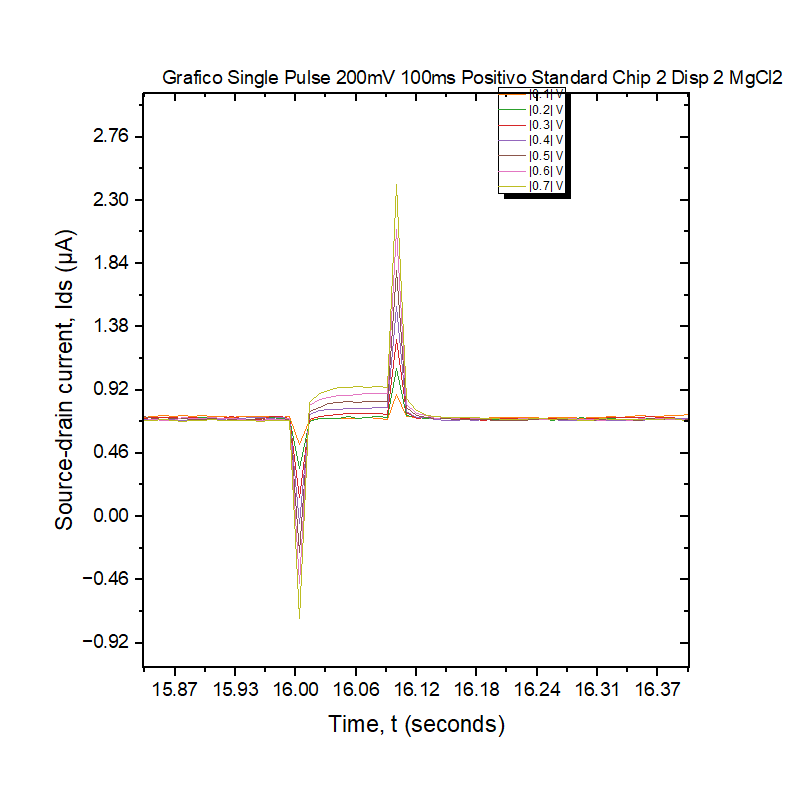 Grafico Single Pulse 200mV 100ms Positivo Standard Chip 2 Disp 2 MgCl2
|0.1| V
|0.2| V
|0.3| V
|0.4| V
|0.5| V
|0.6| V
|0.7| V
2.76
2.30
1.84
1.38
0.92
0.46
0.00
−0.46
−0.92
Source-drain current, Ids (μA)
15.87 15.93 16.00 16.06 16.12 16.18 16.24 16.31 16.37
Time, t (seconds)